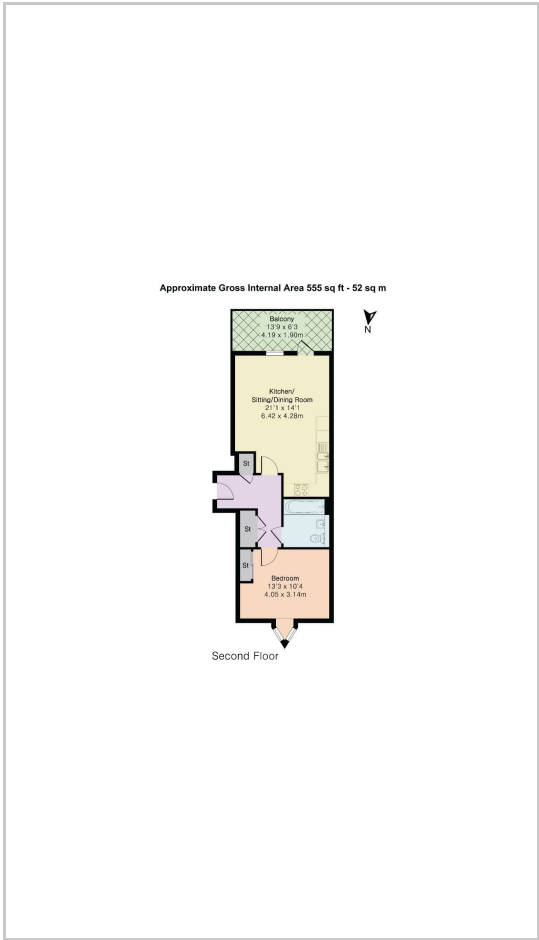 Approximate Gross Internal Area 555 sq ft - 52 sq m
Balcony
13'9 x 6'3
4.19 x 1.90m
N
Kitchen/
Sitting/Dining Room
21'1 x 14'1
6.42 x 4.28m
St
St
St
Bedroom
13'3 x 10'4
4.05 x 3.14m
Second Floor